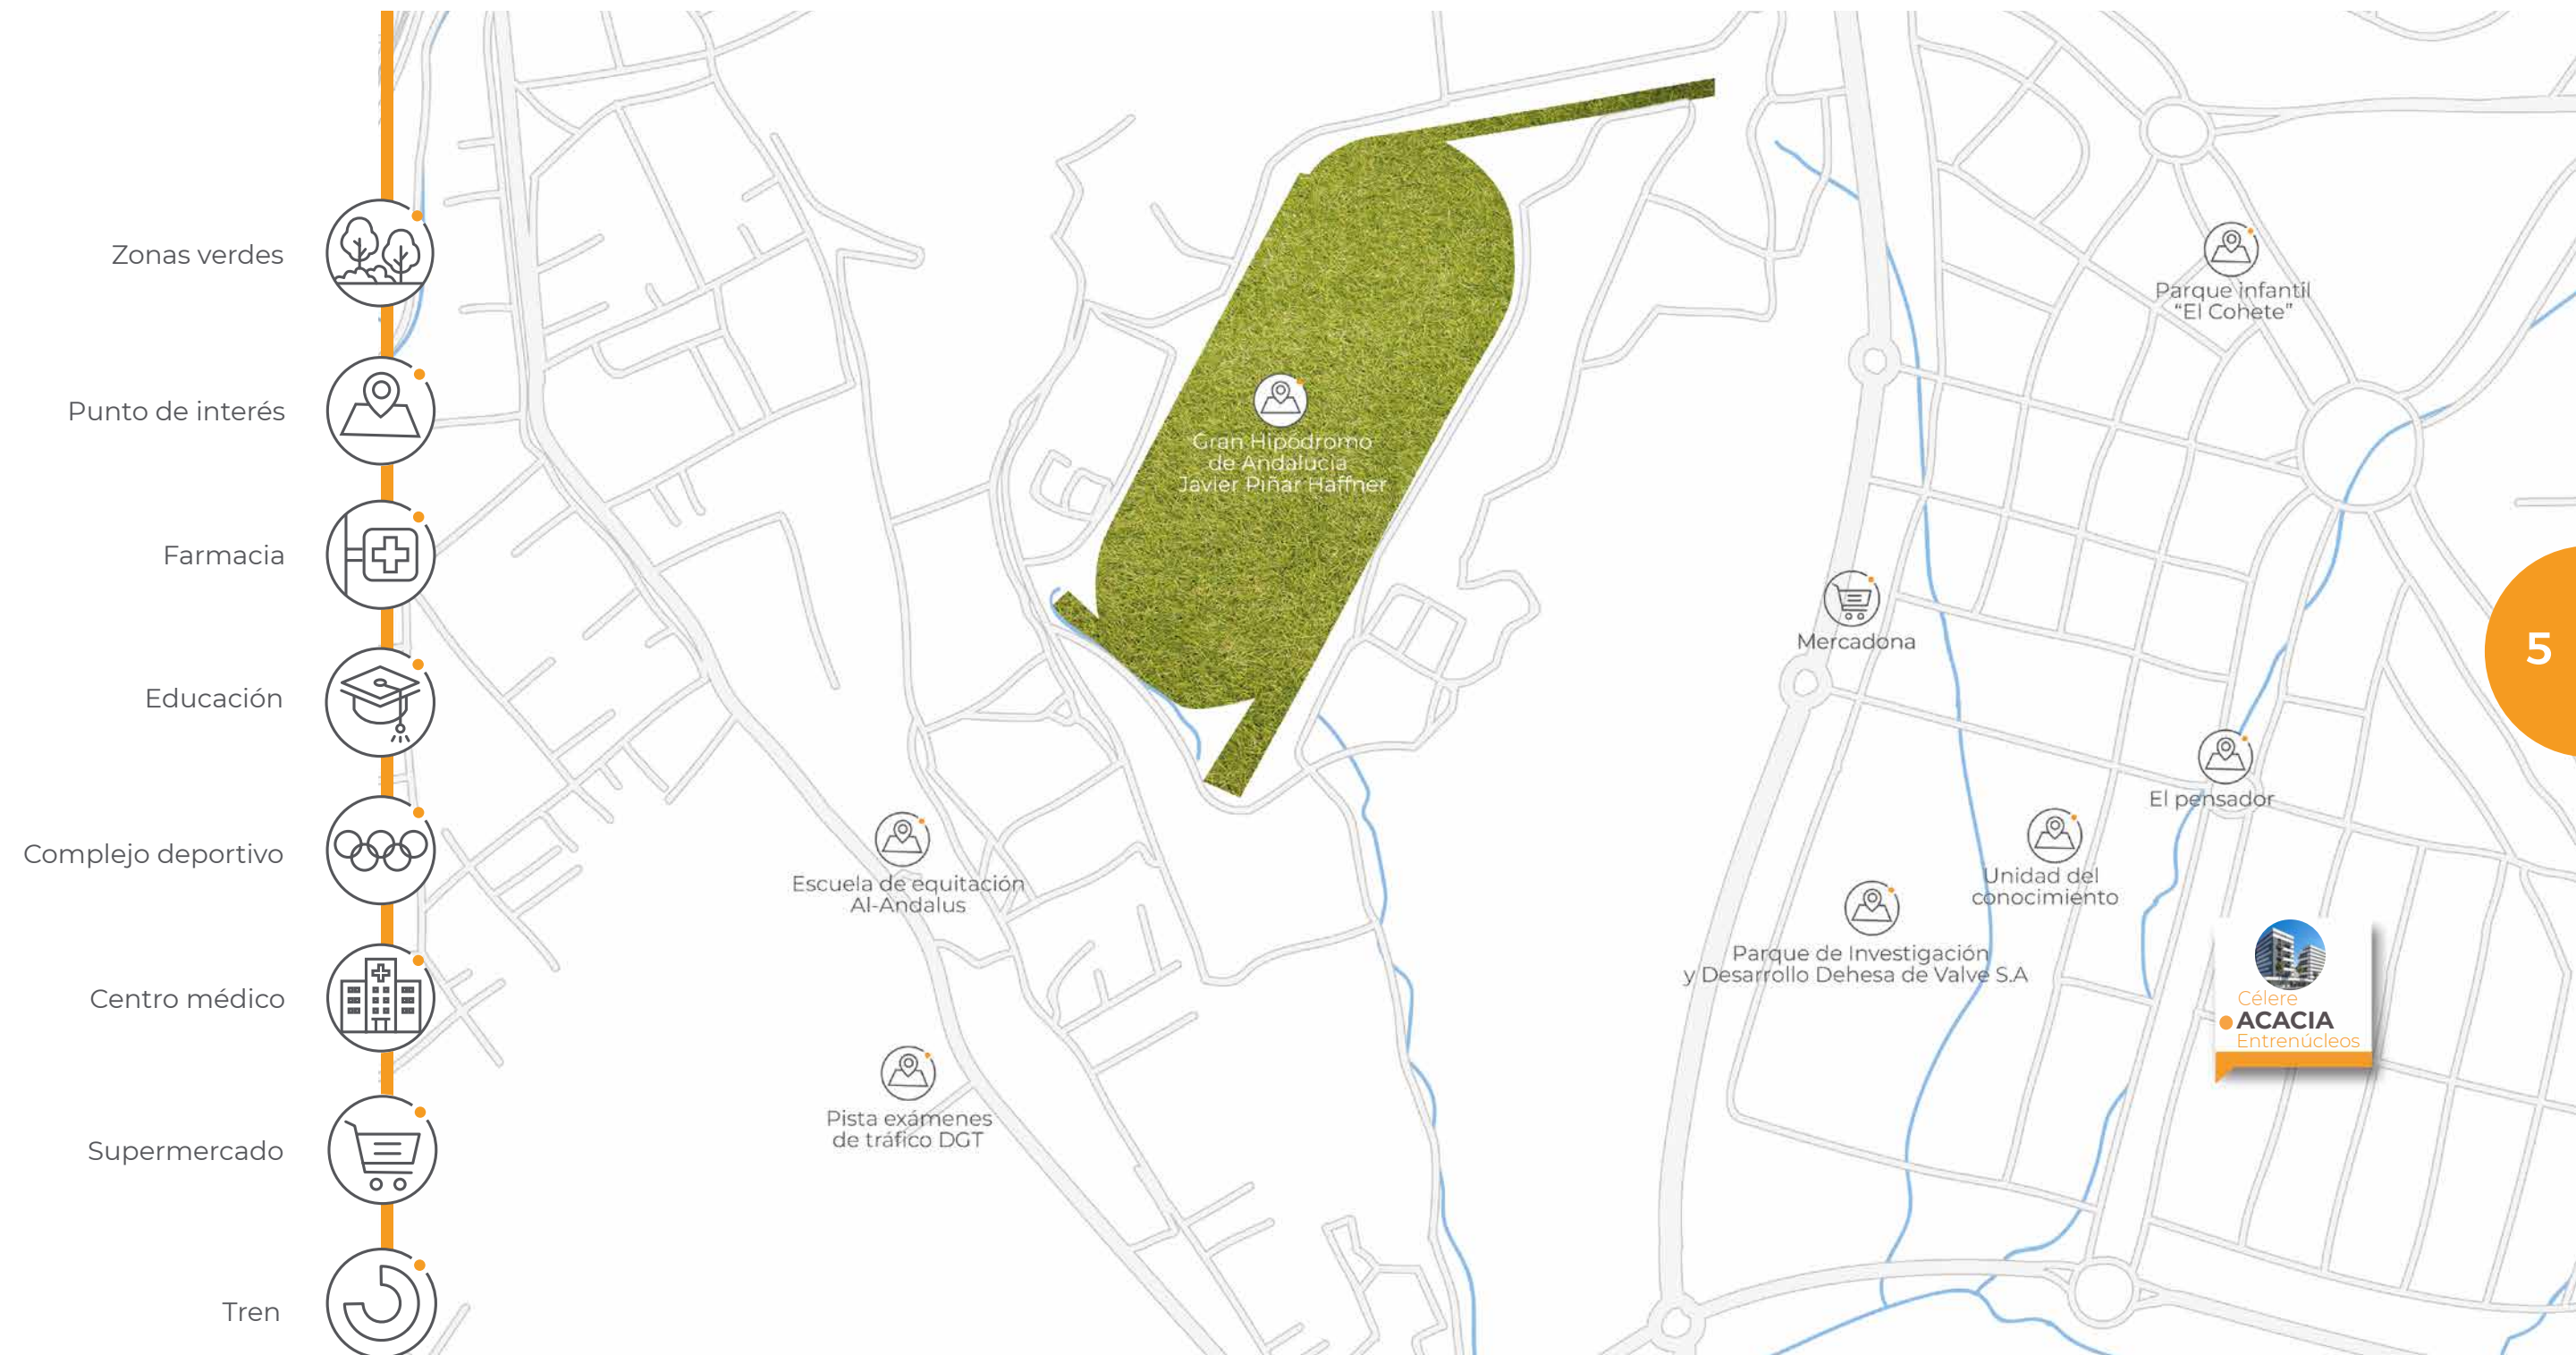 Zonas verdes
Punto de interés
Farmacia
Educación
Complejo deportivo
Centro médico
Supermercado
Tren
Parque infantil
“El Cohete”
Gran Hipódromo
de Andalucía
Javier Piñar Haffner
Mercadona
5
El pensador
Escuela de equitación
Al-Andalus
Unidad del
conocimiento
Parque de Investigación
y Desarrollo Dehesa de Valve S.A
Célere
ACACIA
Entrenúcleos
Pista exámenes
de tráfico DGT